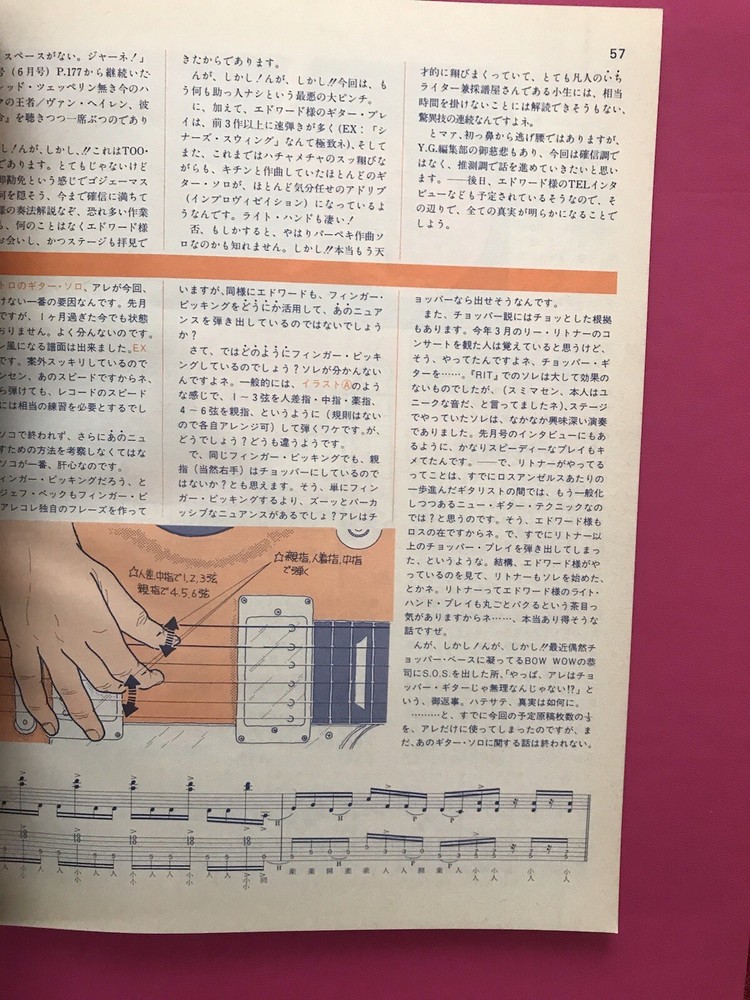 57
スペースがない。ジャーネ!」
号(6月号)P.177から継続いた
レッド・ツェッペリン無き今のハ
クの王者/ヴァン・ヘイレン、彼
』を聴きつつ一席ぶつのであり
し!んが、しかし、!!これはTOO・
であります。とてもじゃないけど
御勘免という感じでゴジェーマス
何を隠そう、今まで確信に満ちて
様の奏法解説なぞ、恐れ多い作業
も、何のことはなくエドワード様
お会いし、かつステージも拝見で
きたからであります。
んが、しかし!んが、しかし!!今回は、も
う何も助っ人ナシという最悪の大ピンチ。
に、加えて、エドワード様のギター・プレ
イは、前3作以上に速弾きが多く(EX:「シ
ナーズ・スウィング」なんて極致ネ)、そして
また、これまではハチャメチャのスッ翔びな
がらも、キチンと作曲していたほとんどのギ
ター・ソロが、ほとんど気分任せのアドリブ
(インプロヴィゼイション)になっているよ
うなんです。ライト・ハンドも凄い!
否、もしかすると、やはりパーペキ作曲ソ
ロなのかも知れません。しかし!!本当もう天
才的に翔びまくっていて、とても凡人のいち
ライター兼採譜屋さんである小生には、相当
時間を掛けないことには解読できそうもない、
驚異技の連続なんですよネ。
とマァ、初っ鼻から逃げ腰ではありますが、
Y.G.編集部の御慈悲もあり、今回は確信調で
はなく、推測調で話を進めていきたいと思い
ます。――後日、エドワード様のTELインタ
ビューなども予定されているそうなので、そ
の辺りで、全ての真実が明らかになることで
しよう。
トロのギター・ソロ、アレが今回、
けない一番の要因なんです。先月
ですが、1ヶ月過ぎた今でも状態
おりません。よく分んないのです。
レ風になる譜面は出来ました。EX
です。案外スッキリしているので
ンセン、あのスピードですからネ、
ら弾けても、レコードのスピード
には相当の練習を必要とするでし
ソコで終われず、さらにあのニュ
すための方法を考察しなくてはな
ソコが一番、肝心なのです。
ィンガー・ピッキングだろう、と
ジェフ・ベックもフィンガー・ピ
アレコレ独自のフレーズを作って
いますが、同様にエドワードも、フィンガー・
ピッキングをどうにか活用して、あのニュア
ンスを弾き出しているのではないでしょう
か?
さて、ではどのようにフィンガー・ピッキ
ングしているのでしょう?ソレが分かんない
んですよネ。一般的には、イラストⒶのよう
な感じで、1〜3弦を人差指・中指・薬指、
4〜6弦を親指、というように(規則はない
ので各自アレンジ可)して弾くワケですが、
どうでしょう?どうも違うようです。
で、同じフィンガー・ピッキングでも、親
指(当然右手)はチョッパーにしているので
はないか?とも思えます。そう、単にフィン
ガー・ピッキングするより、ズーッとパーカ
ッシブなニュアンスがあるでしょ?アレはチ
ョッパーなら出せそうなんです。
また、チョッパー説にはチョッとした根拠
もあります。今年3月のリー・リトナーのコ
ンサートを観た人は覚えていると思うけど、
そう、やってたんですよネ、チョッパー・ギ
ターを……。『RIT』でのソレは大して効果の
ないものでしたが、(スミマセン、本人はユ
ニークな音だ、と言ってましたネ)、ステージ
でやっていたソレは、なかなか興味深い演奏
でありました。先月号のインタビューにもあ
るように、かなりスピーディーなプレイもキ
メてたんです。――で、リトナーがやってる
ってことは、すでにロスアンゼルスあたりの
一歩進んだギタリストの間では、もう一般化
しつつあるニュー・ギター・テクニックなの
では?と思うのです。そう、エドワード様も
ロスの在ですからネ。で、すでにリトナー以
上のチョッパー・プレイを弾き出してしまっ
た、というような。結構、エドワード様がや
っているのを見て、リトナーもソレを始めた、
とかネ。リトナーってエドワード様のライト・
ハンド・プレイも丸ごとパクるという茶目っ
気がありますからネ……、本当あり得そうな
話ですぜ。
んが、しかし!んが、しかし!!最近偶然チ
ョッパー・ベースに凝ってるBOW WOWの恭
司にS.O.S.を出した所、「やっぱ、アレはチョ
ッパー・ギターじゃ無理なんじゃない!?」と
いう、御返事。ハテサテ、真実は如何に。
………と、すでに今回の予定原稿枚数の⅓
を、アレだけに使ってしまったのですが、ま
だ、あのギター・ソロに関する話は終われない。
☆人差,中指で1,2,3弦
親指で4,5,6弦
☆親指,人差指,中指
で弾く